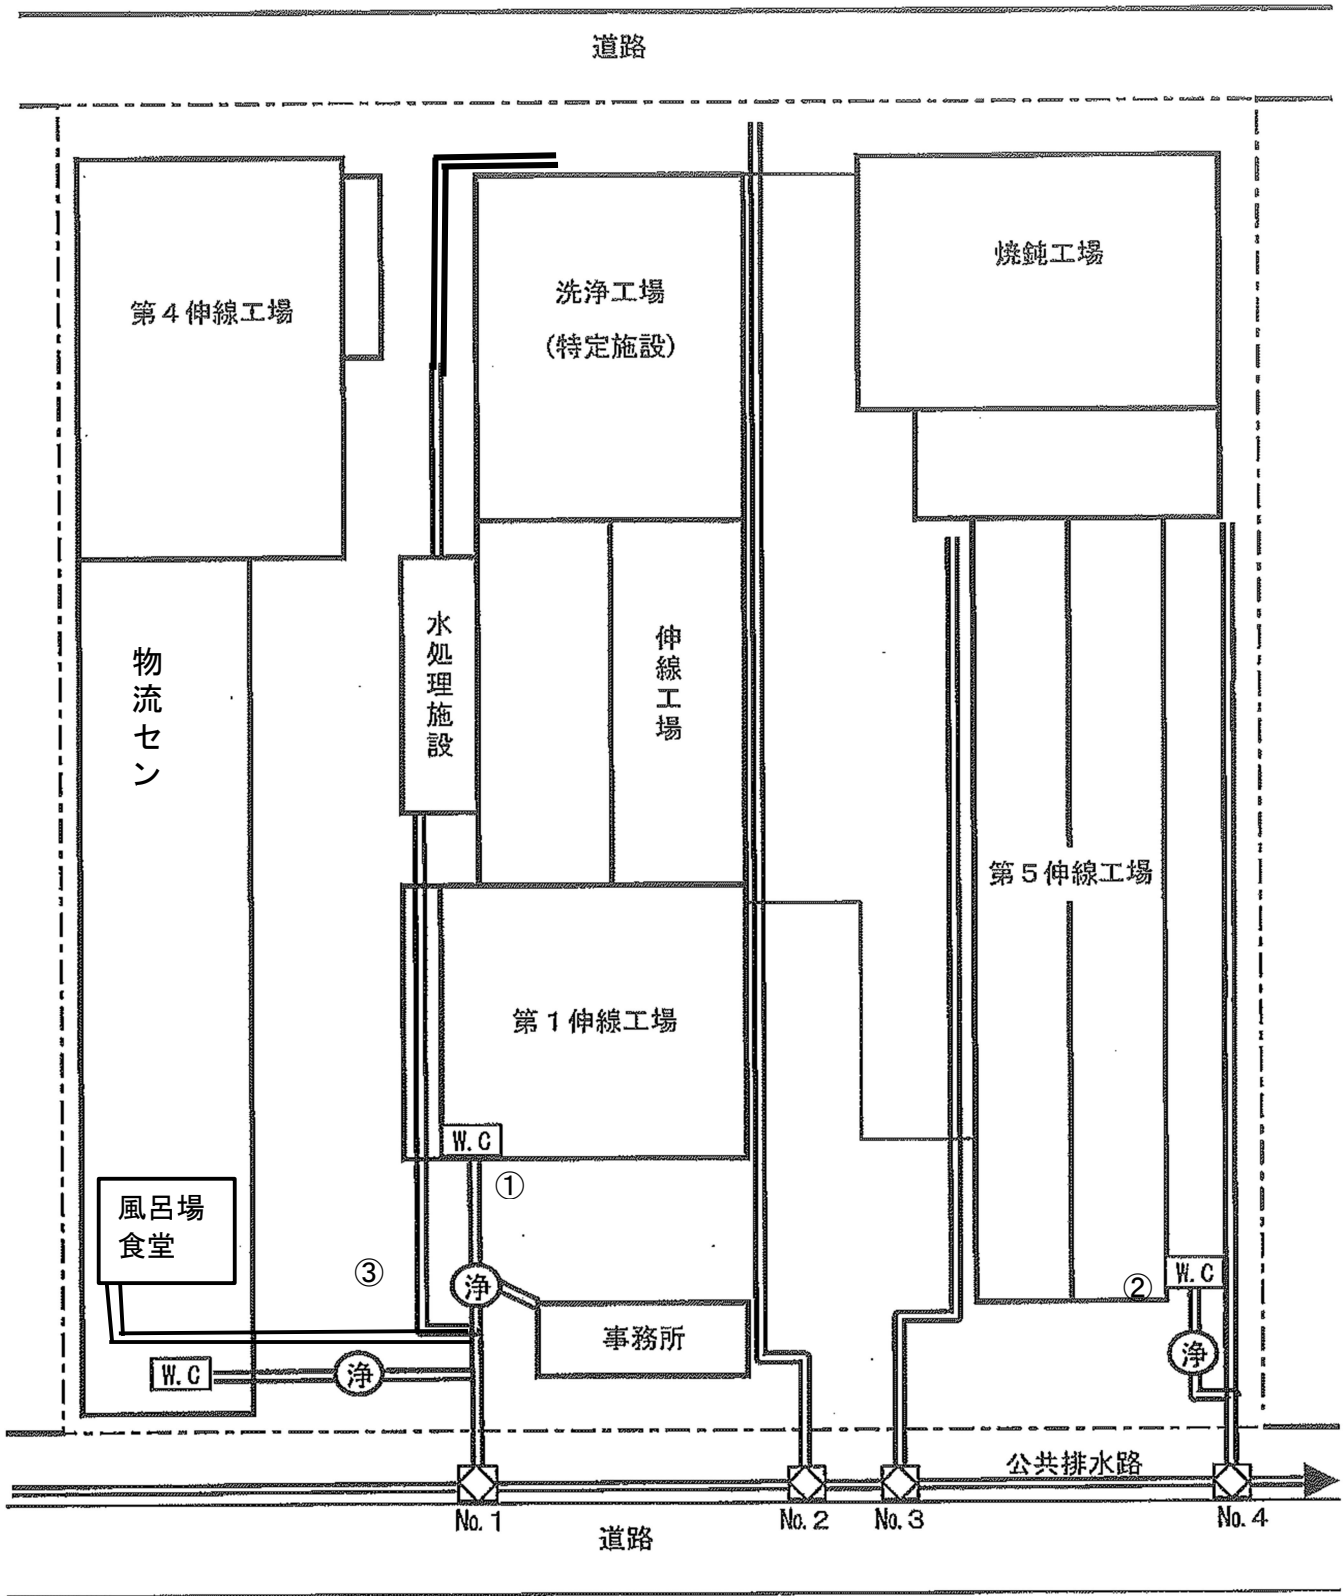 道路
第4伸線工場
洗浄工場
(特定施設)
焼鈍工場
物流セン
水処理施設
伸線工場
第5伸線工場
第1伸線工場
W.C
①
風呂場
食堂
③
浄
②
W.C
事務所
浄
W.C
浄
公共排水路
No.1
No.2
No.3
No.4
道路